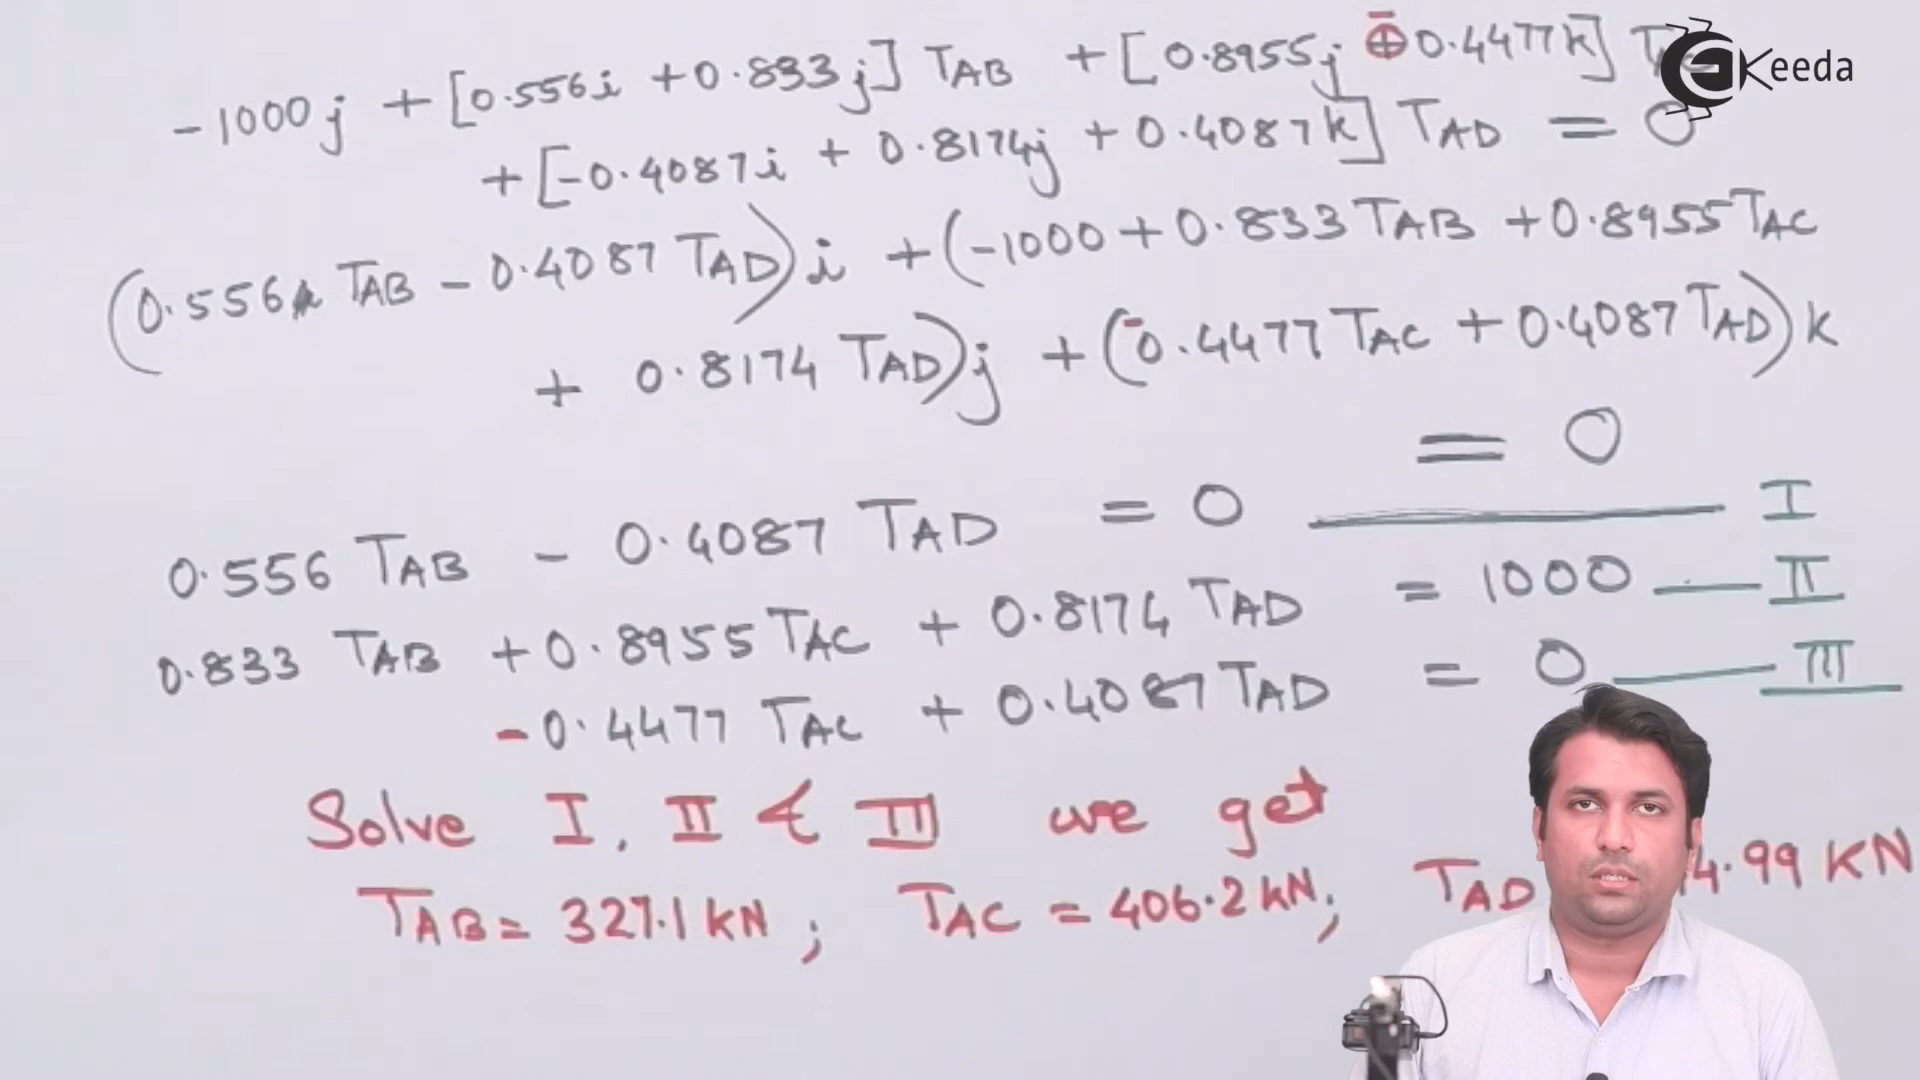 -1000j + [0.556i + 0.833j] TAB + [0.8955j ⊕ 0.4477k]
EKeeda
+ [-0.4087i + 0.8174j + 0.4087k] TAD = 0
(0.556 TAB - 0.4087 TAD)i + (-1000 + 0.833 TAB + 0.8955 TAC
+ 0.8174 TAD)j + (-0.4477 TAC + 0.4087 TAD)k
= 0
0.556 TAB - 0.4087 TAD = 0 I
0.833 TAB + 0.8955 TAC + 0.8174 TAD = 1000 II
-0.4477 TAC + 0.4087 TAD = 0 III
Solve I, II & III we get
TAB = 327.1 kN ; TAC = 406.2 kN; TAD 4.99 KN